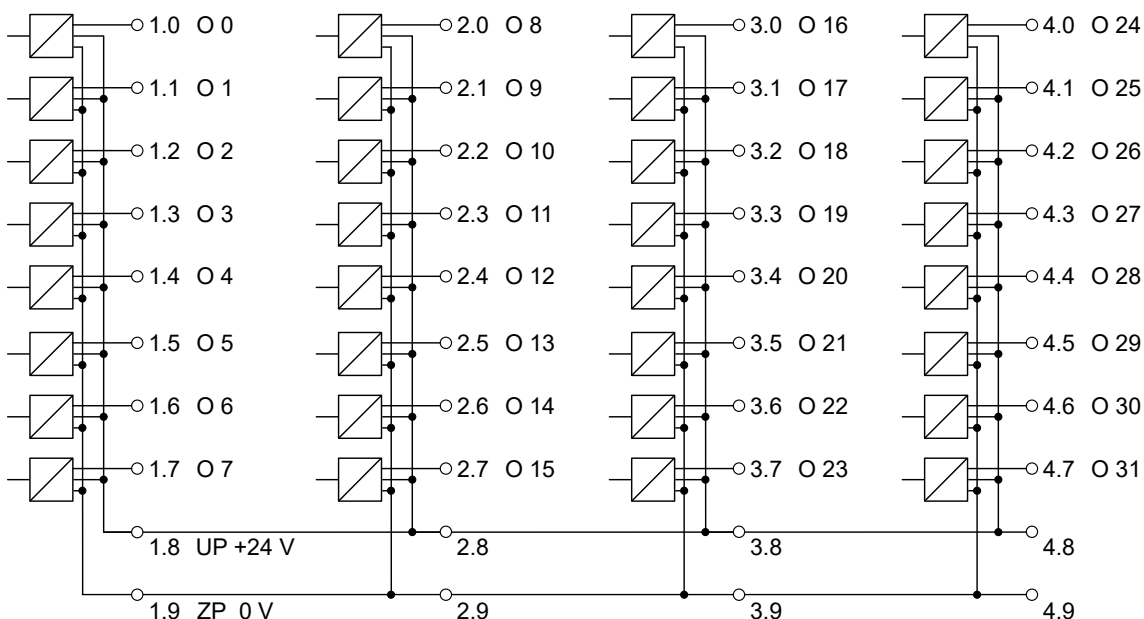 1.0 O 0 2.0 O 8 3.0 O 16 4.0 O 24
1.1 O 1 2.1 O 9 3.1 O 17 4.1 O 25
1.2 O 2 2.2 O 10 3.2 O 18 4.2 O 26
1.3 O 3 2.3 O 11 3.3 O 19 4.3 O 27
1.4 O 4 2.4 O 12 3.4 O 20 4.4 O 28
1.5 O 5 2.5 O 13 3.5 O 21 4.5 O 29
1.6 O 6 2.6 O 14 3.6 O 22 4.6 O 30
1.7 O 7 2.7 O 15 3.7 O 23 4.7 O 31
1.8 UP +24 V 2.8 3.8 4.8
1.9 ZP 0 V 2.9 3.9 4.9